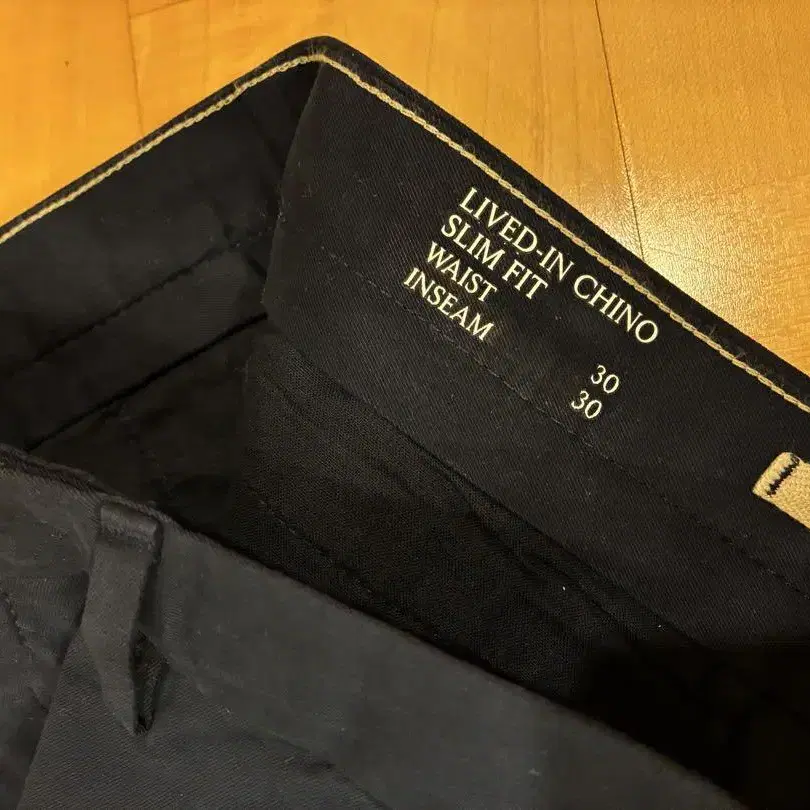 LIVED-IN CHINO
SLIM FIT
WAIST 30
INSEAM 30